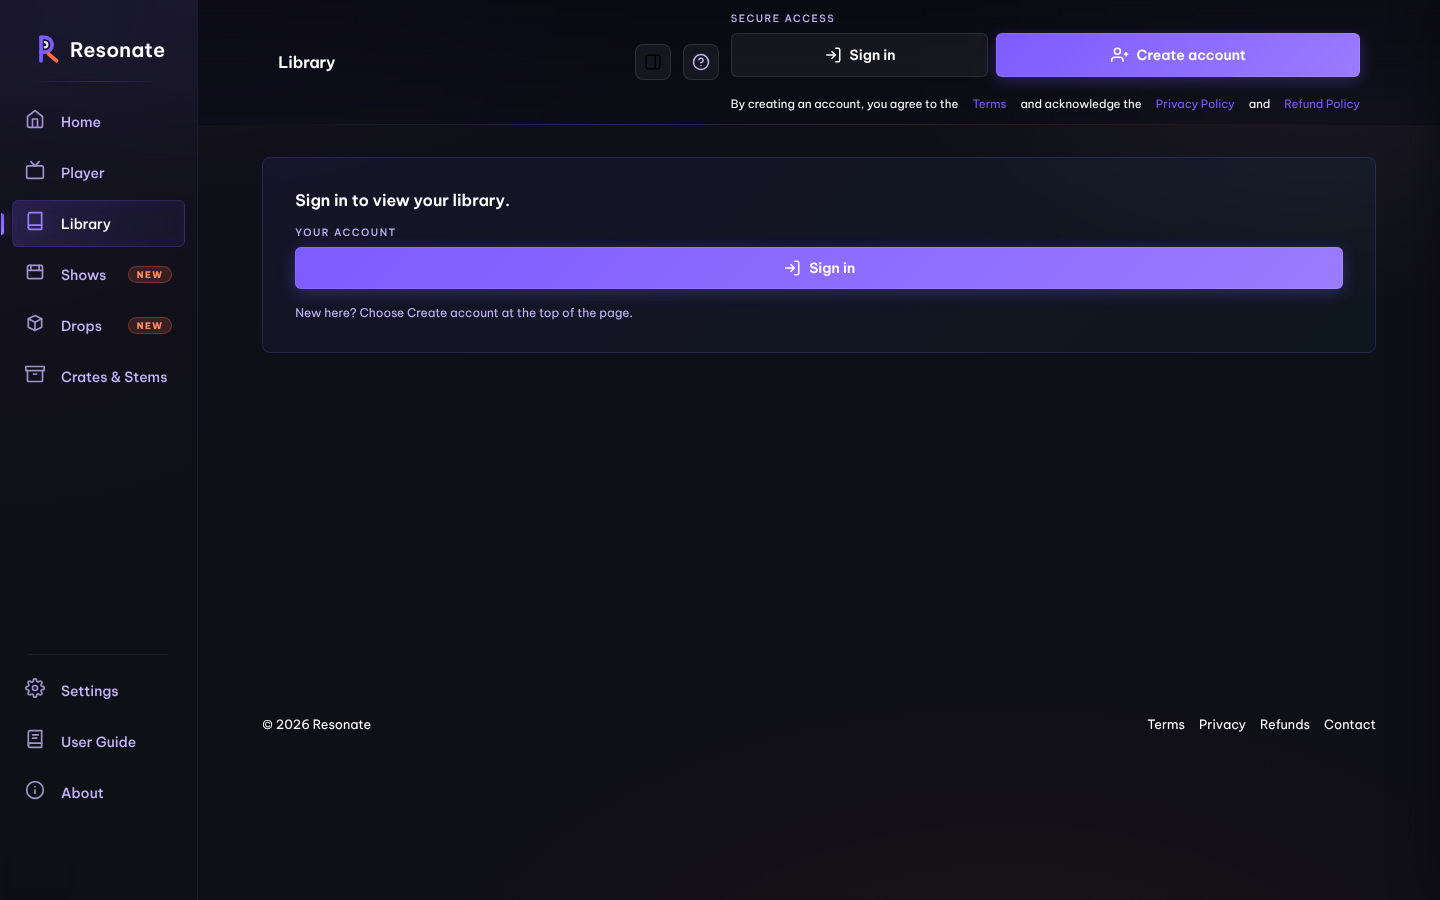 Resonate
Home
Player
Library
Shows NEW
Drops NEW
Crates & Stems
Settings
User Guide
About
Library
SECURE ACCESS
Sign in
Create account
By creating an account, you agree to the Terms and acknowledge the Privacy Policy and Refund Policy
Sign in to view your library.
YOUR ACCOUNT
Sign in
New here? Choose Create account at the top of the page.
© 2026 Resonate
Terms Privacy Refunds Contact